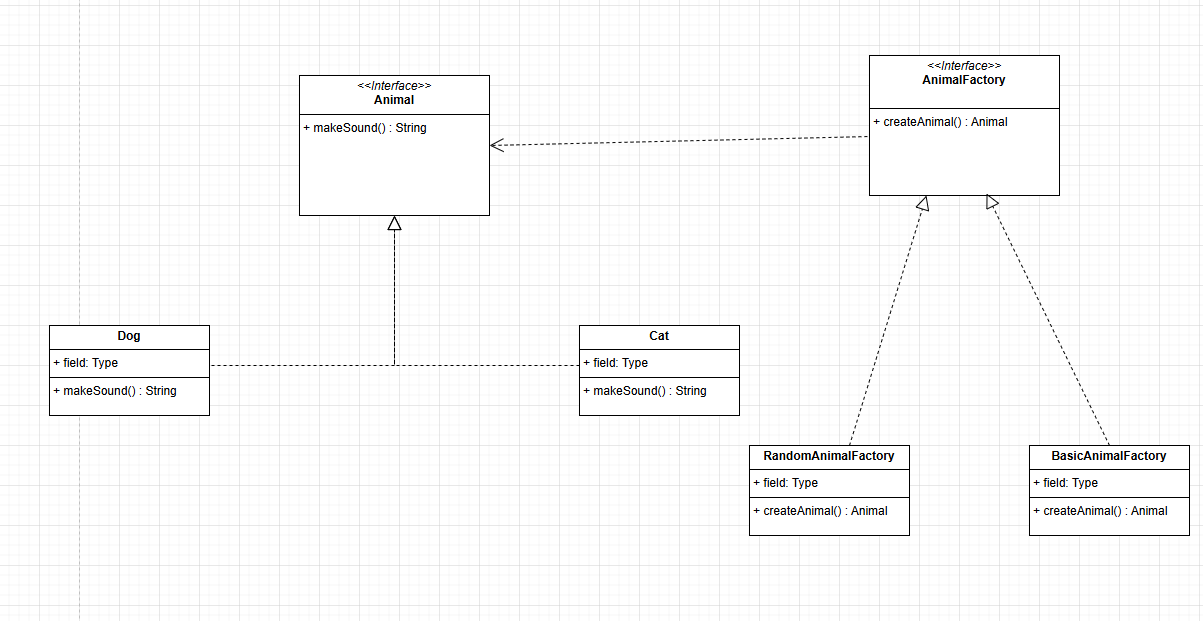 <<Interface>>
Animal
+ makeSound() : String
<<Interface>>
AnimalFactory
+ createAnimal() : Animal
Dog
+ field: Type
+ makeSound() : String
Cat
+ field: Type
+ makeSound() : String
RandomAnimalFactory
+ field: Type
+ createAnimal() : Animal
BasicAnimalFactory
+ field: Type
+ createAnimal() : Animal